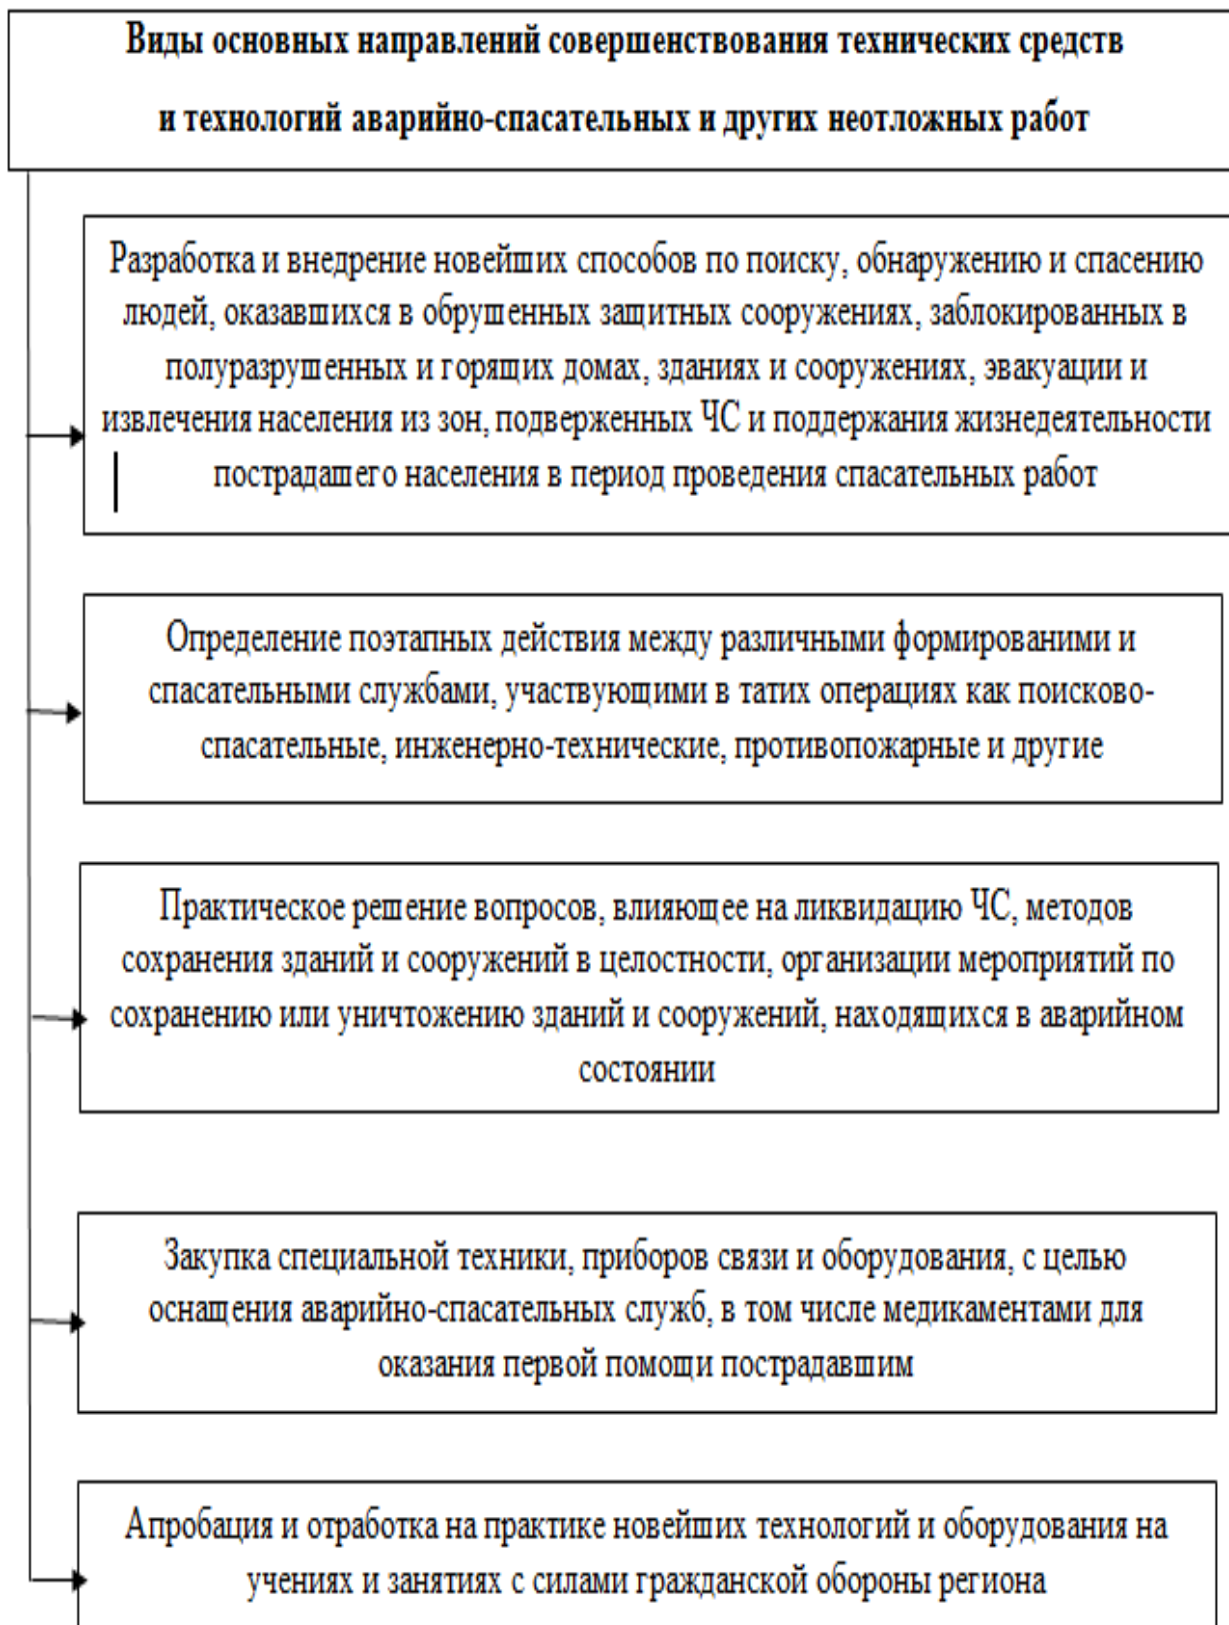 Виды основных направлений совершенствования технических средств
и технологий аварийно-спасательных и других неотложных работ
Разработка и внедрение новейших способов по поиску, обнаружению и спасению
людей, оказавшихся в обрушенных защитных сооружениях, заблокированных в
полуразрушенных и горящих домах, зданиях и сооружениях, эвакуации и
извлечения населения из зон, подверженных ЧС и поддержания жизнедеятельности
пострадашего населения в период проведения спасательных работ
Определение поэтапных действия между различными формированими и
спасательными службами, участвующими в татих операциях как поисково-
спасательные, инженерно-технические, противопожарные и другие
Практическое решение вопросов, влияющее на ликвидацию ЧС, методов
сохранения зданий и сооружений в целостности, организации мероприятий по
сохранению или уничтожению зданий и сооружений, находящихся в аварийном
состоянии
Закупка специальной техники, приборов связи и оборудования, с целью
оснащения аварийно-спасательных служб, в том числе медикаментами для
оказания первой помощи пострадавшим
Апробация и отработка на практике новейших технологий и оборудования на
учениях и занятиях с силами гражданской обороны региона